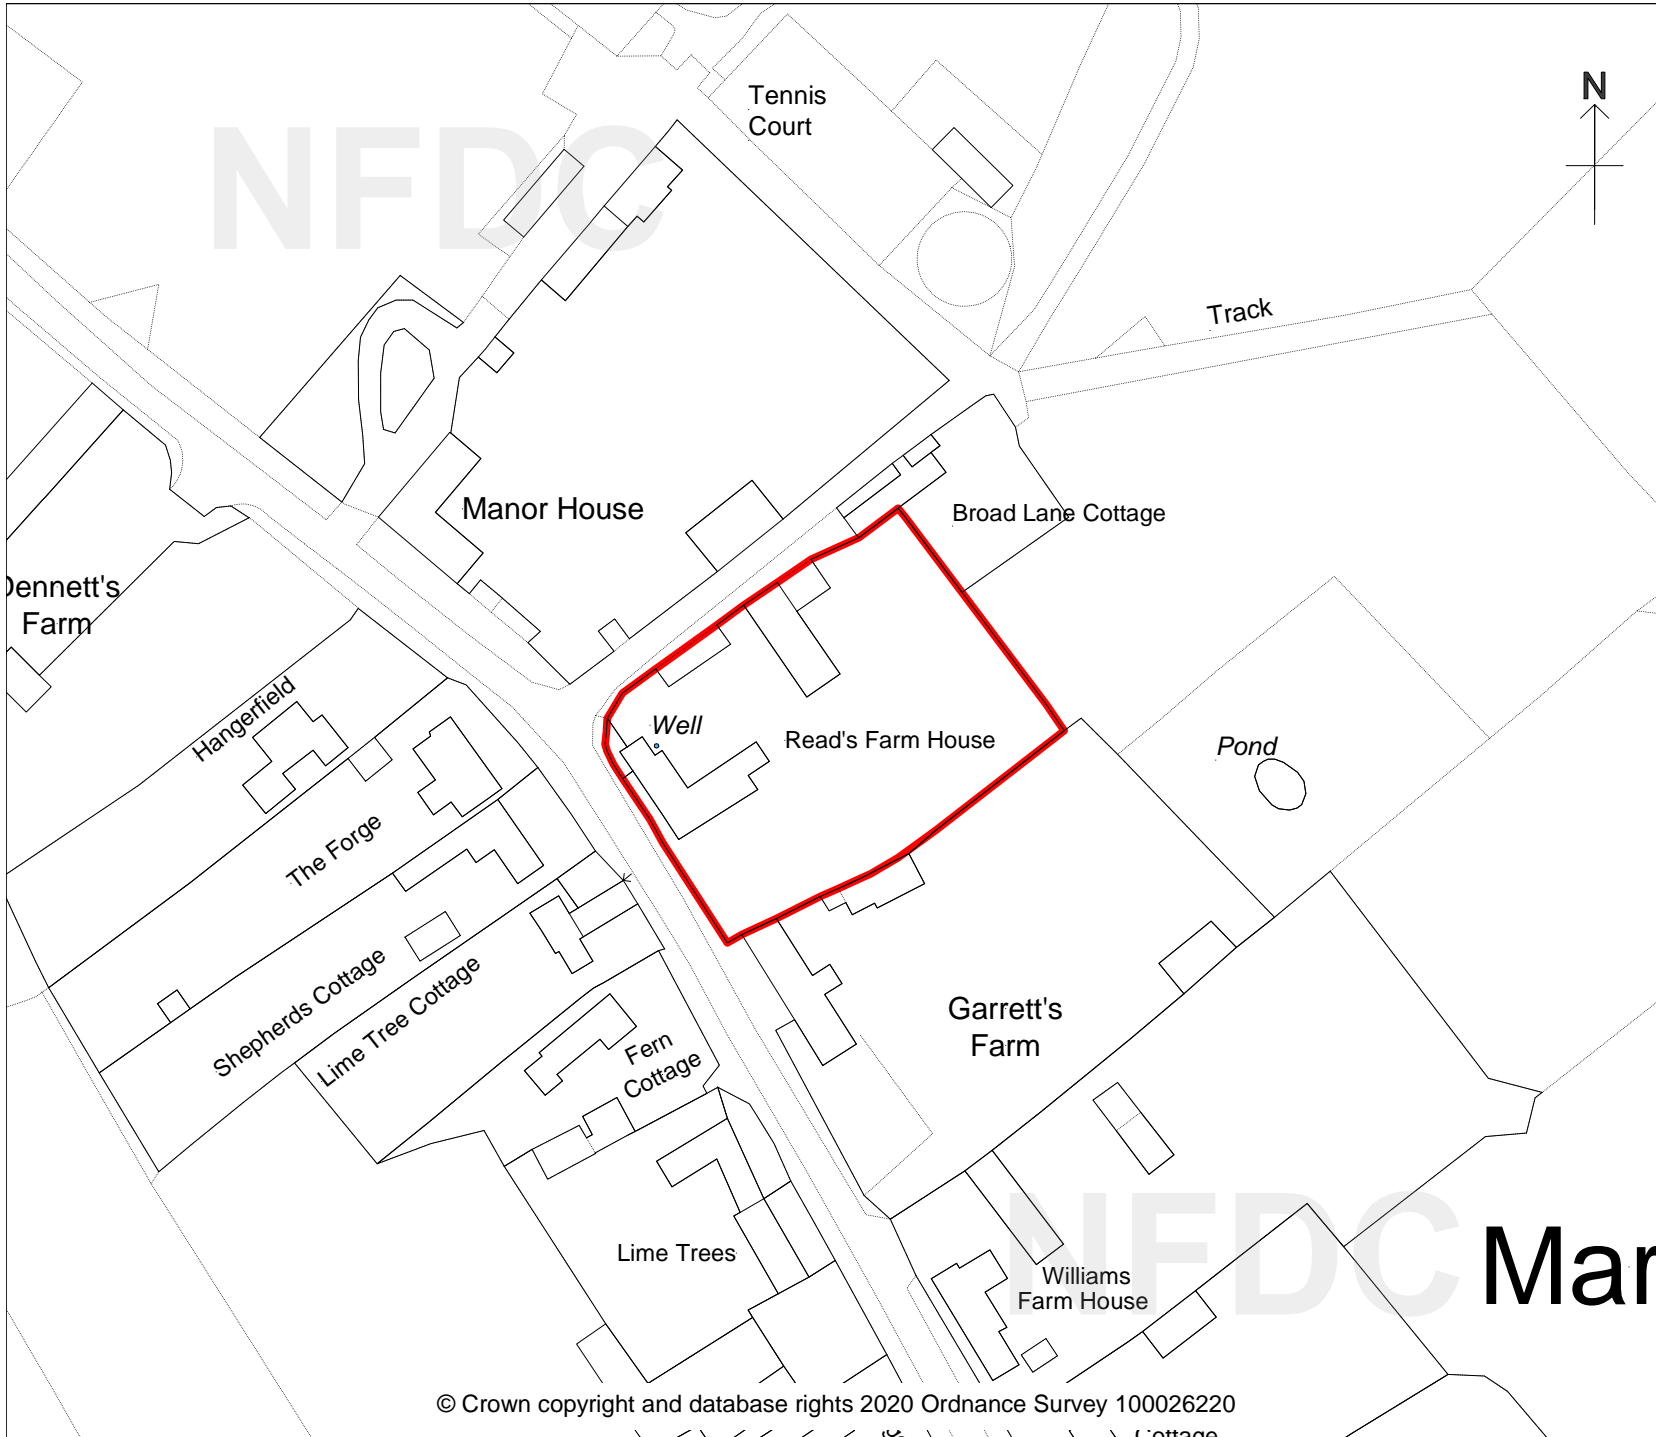 Tennis
Court
N
NFDC
Track
Manor House
Broad Lane Cottage
Dennett's
Farm
Hangerfield
Well
Read's Farm House
Pond
The Forge
Shepherds Cottage
Lime Tree Cottage
Garrett's
Farm
Fern
Cottage
Lime Trees
NFDC
Mar
Williams
Farm House
© Crown copyright and database rights 2020 Ordnance Survey 100026220
Cottage